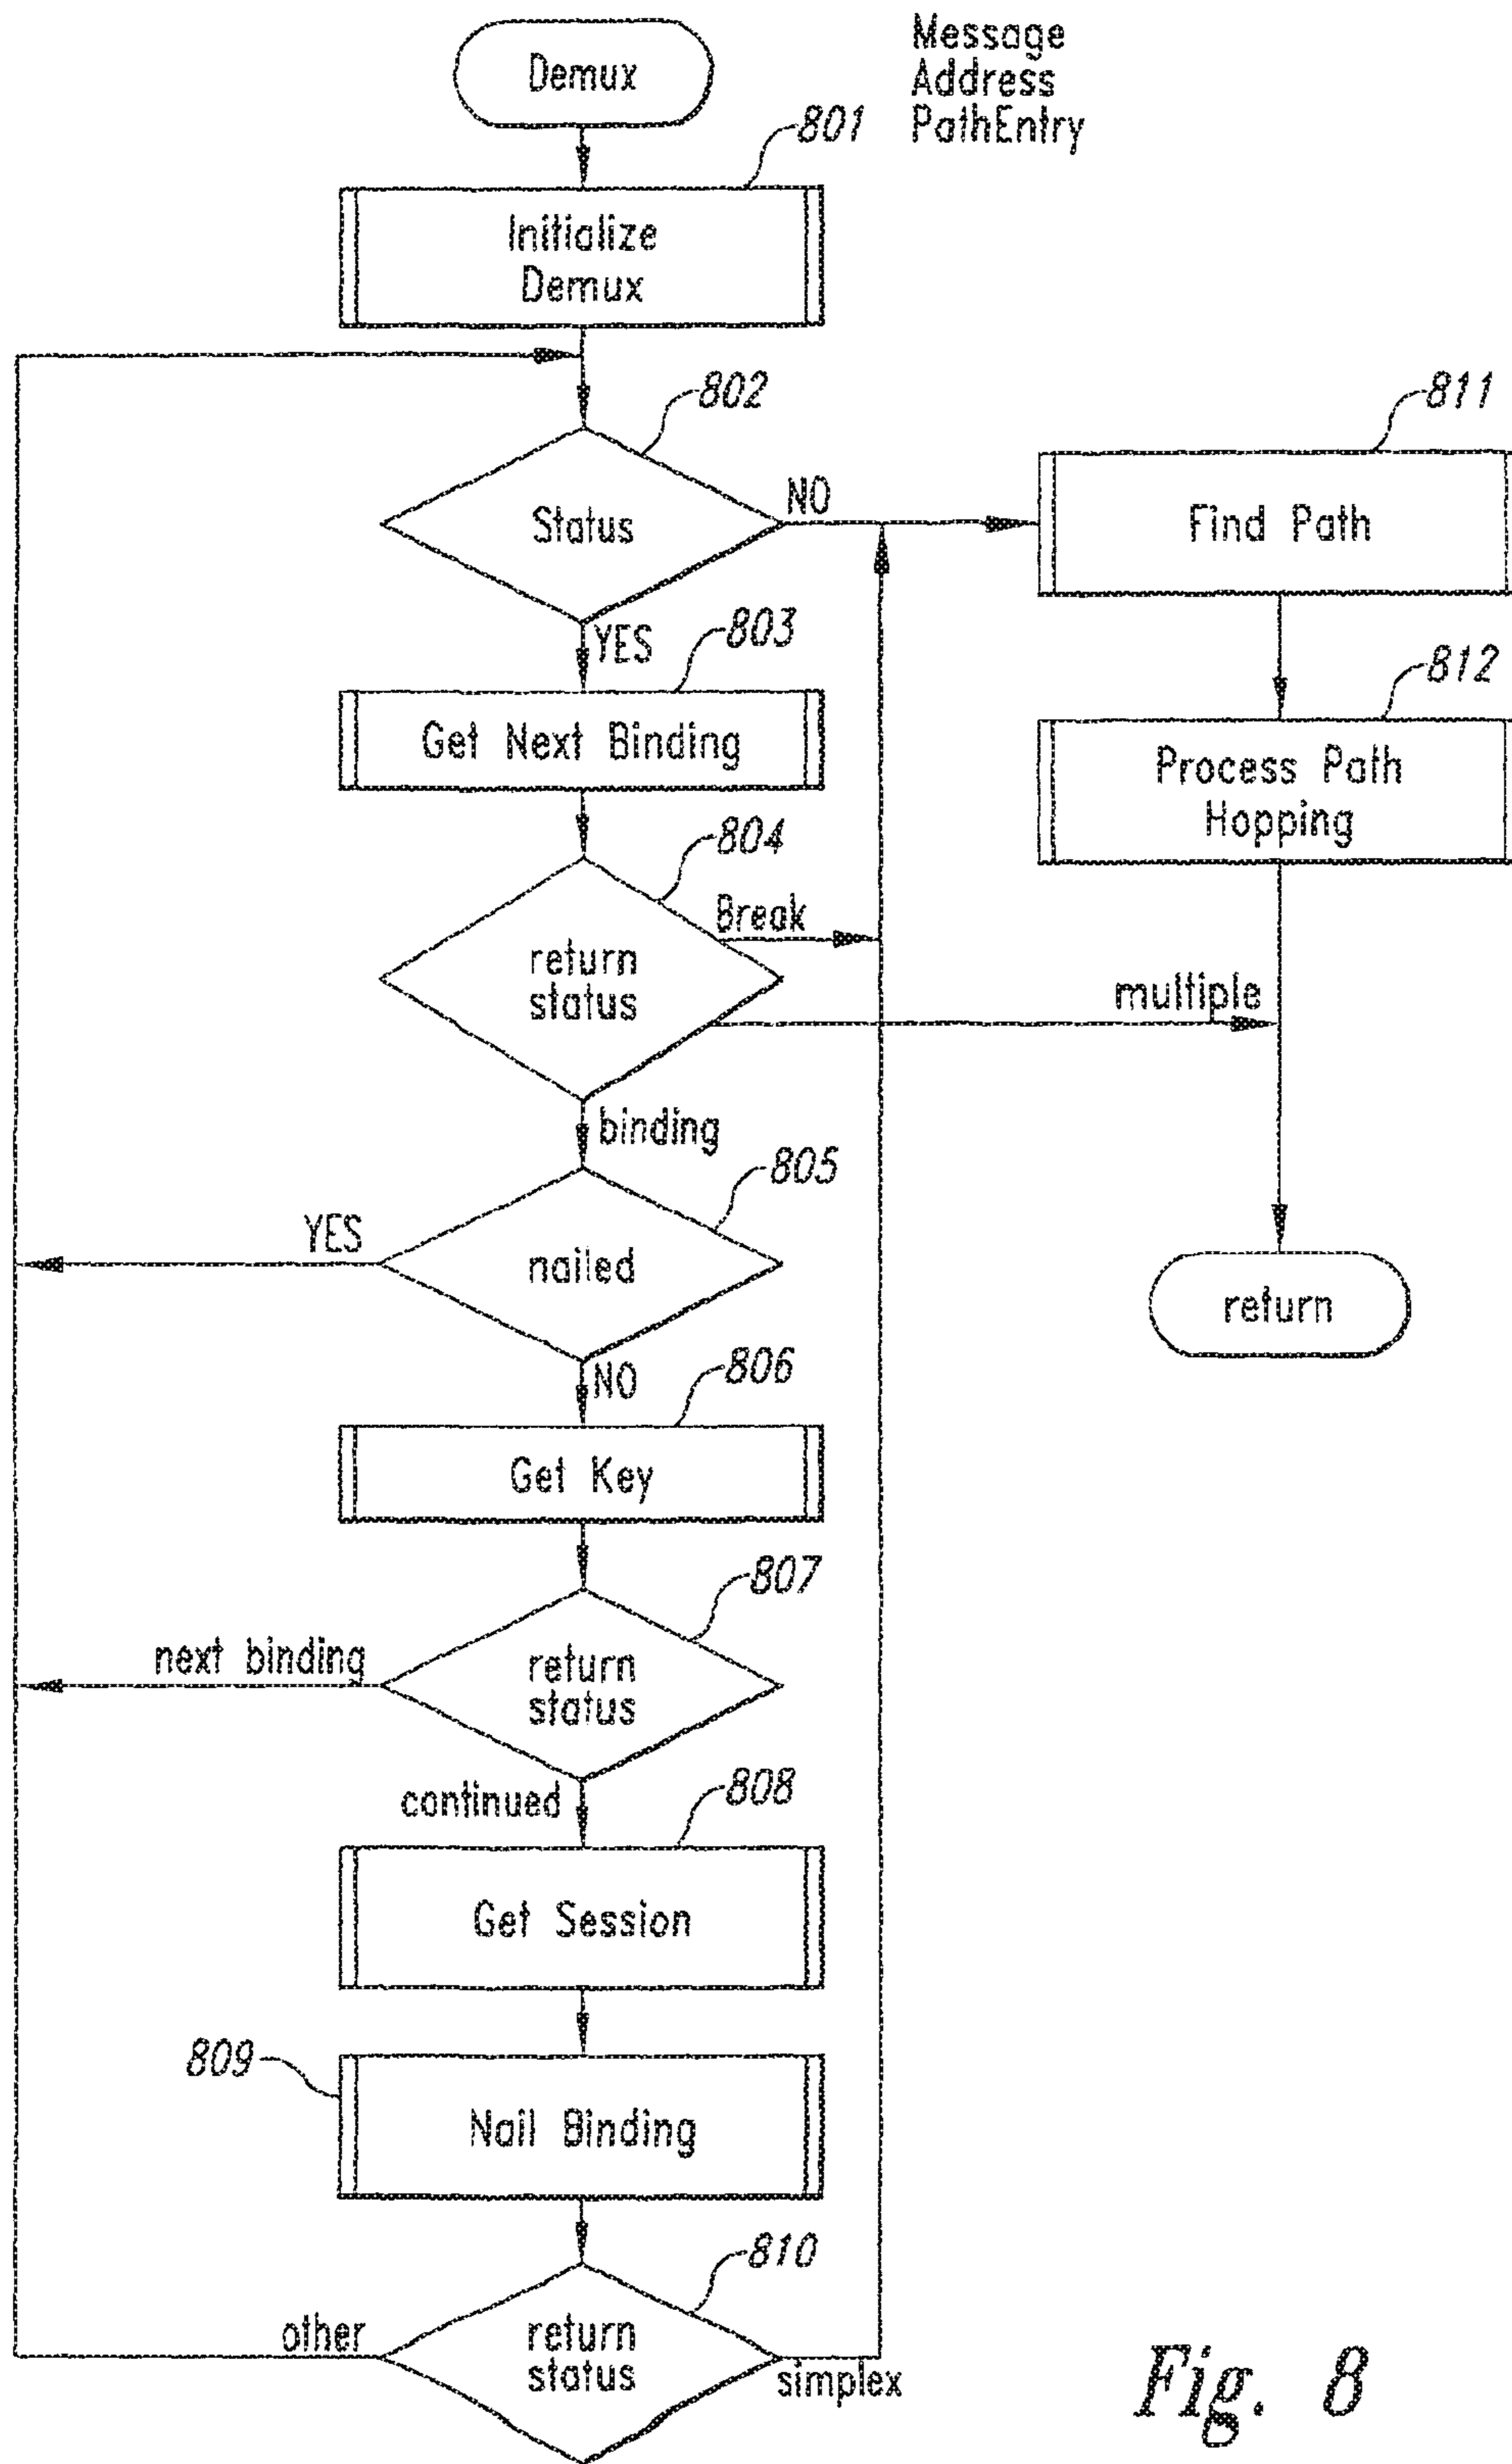 Demux
Message
Address
PathEntry
801
Initialize
Demux
802
Status
NO
811
Find Path
YES
803
Get Next Binding
812
Process Path
Hopping
804
return
status
Break
multiple
binding
805
nailed
YES
return
NO
806
Get Key
807
return
status
next binding
continued
808
Get Session
809
Nail Binding
810
return
status
other
simplex
Fig. 8